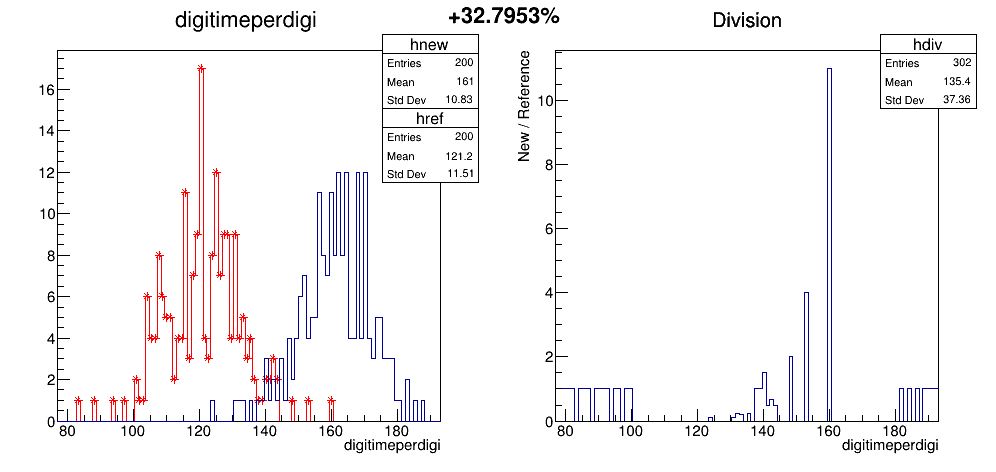 +32.7953%
digitimeperdigi
hnew
Entries 200
Mean 161
Std Dev 10.83
href
Entries 200
Mean 121.2
Std Dev 11.51
16
14
12
10
8
6
4
2
0
80 100 120 140 160 180
digitimeperdigi
Division
hdiv
Entries 302
Mean 135.4
Std Dev 37.36
New / Reference
10
8
6
4
2
0
80 100 120 140 160 180
digitimeperdigi